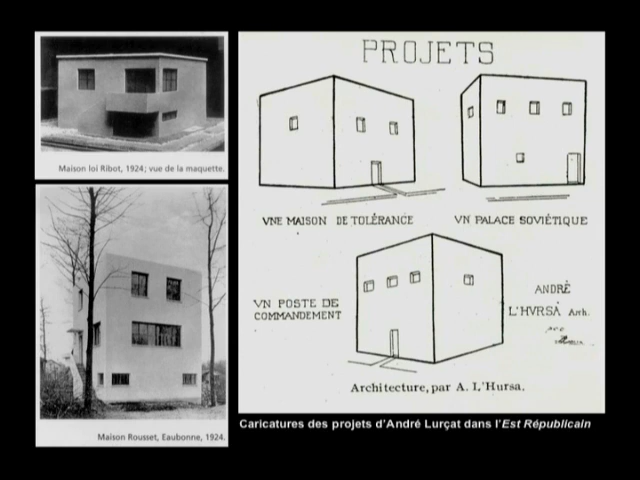 Maison loi Ribot, 1924; vue de la maquette.
Maison Rousset, Eaubonne, 1924.
PROJETS
VNE MAISON DE TOLÉRANCE
VN PALACE SOVIÉTIQUE
VN POSTE DE
COMMANDEMENT
ANDRÉ
L'HVRSA Arch.
Architecture, par A. L'Hursa.
Caricatures des projets d'André Lurçat dans l'Est Républicain